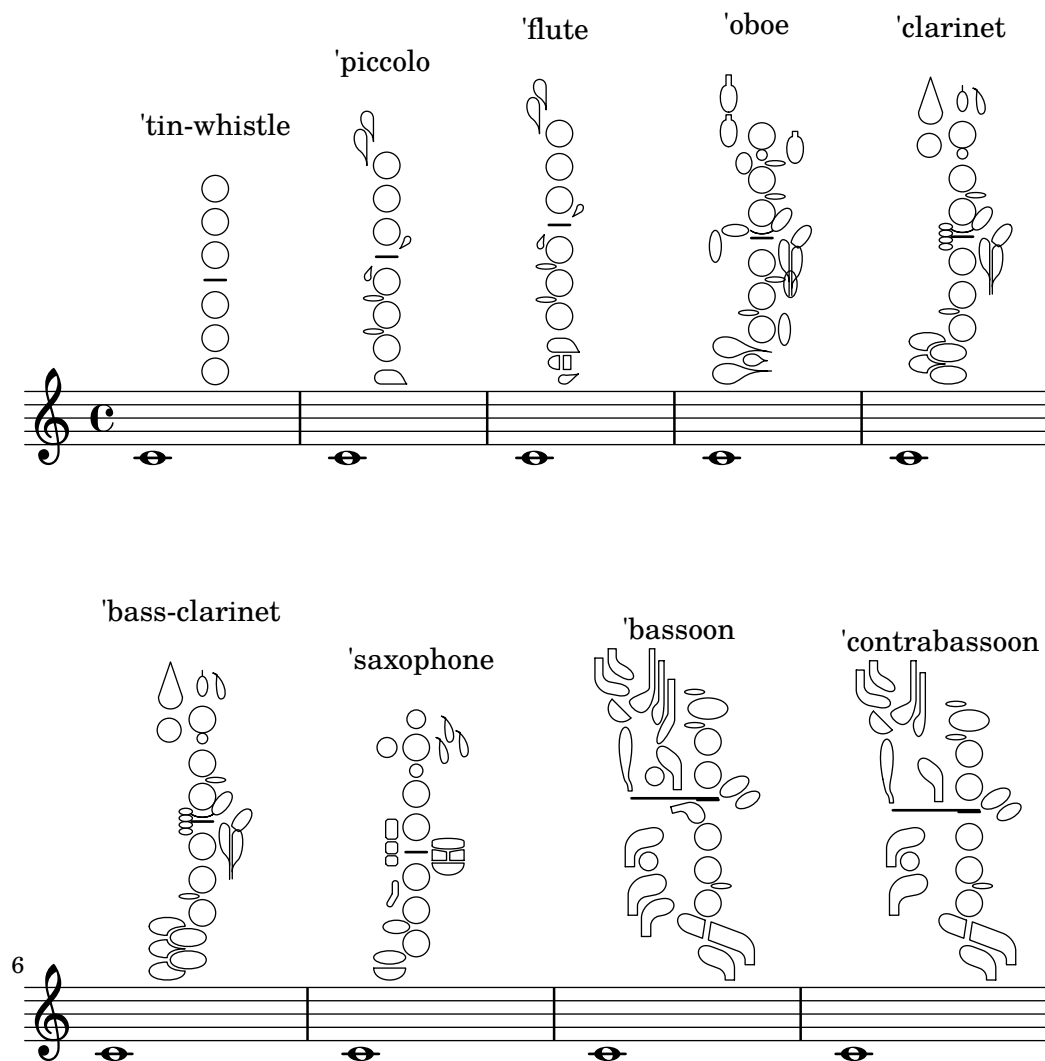 'tin-whistle
'piccolo
'flute
'oboe
'clarinet
'bass-clarinet
'saxophone
'bassoon
'contrabassoon
6